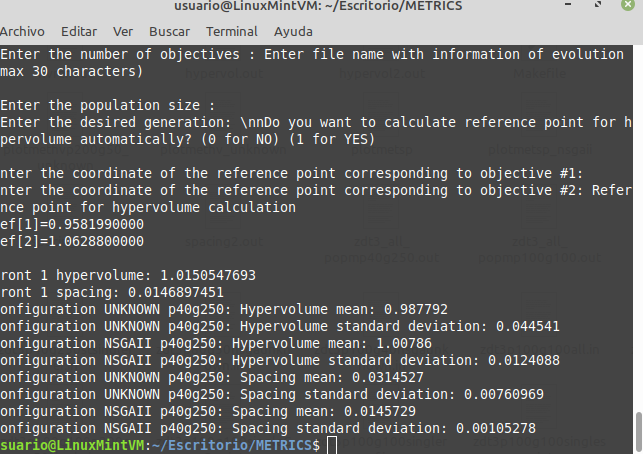 usuario@LinuxMintVM: ~/Escritorio/METRICS
Archivo Editar Ver Buscar Terminal Ayuda
Enter the number of objectives : Enter file name with information of evolution
max 30 characters)
Enter the population size :
Enter the desired generation: \nnDo you want to calculate reference point for h
pervolume automatically? (0 for NO) (1 for YES)
nter the coordinate of the reference point corresponding to objective #1:
nter the coordinate of the reference point corresponding to objective #2: Refer
nce point for hypervolume calculation
ef[1]=0.9581990000
ef[2]=1.0628800000
ront 1 hypervolume: 1.0150547693
ront 1 spacing: 0.0146897451
onfiguration UNKNOWN p40g250: Hypervolume mean: 0.987792
onfiguration UNKNOWN p40g250: Hypervolume standard deviation: 0.044541
onfiguration NSGAII p40g250: Hypervolume mean: 1.00786
onfiguration NSGAII p40g250: Hypervolume standard deviation: 0.0124088
onfiguration UNKNOWN p40g250: Spacing mean: 0.0314527
onfiguration UNKNOWN p40g250: Spacing standard deviation: 0.00760969
onfiguration NSGAII p40g250: Spacing mean: 0.0145729
onfiguration NSGAII p40g250: Spacing standard deviation: 0.00105278
suario@LinuxMintVM:~/Escritorio/METRICS$